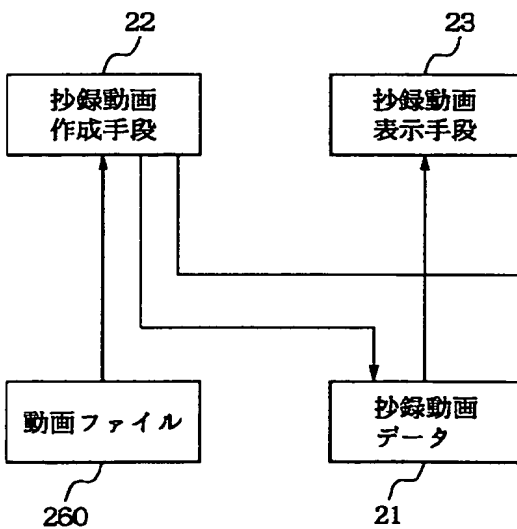 22
23
抄録動画
作成手段
抄録動画
表示手段
動画ファイル
抄録動画
データ
260
21